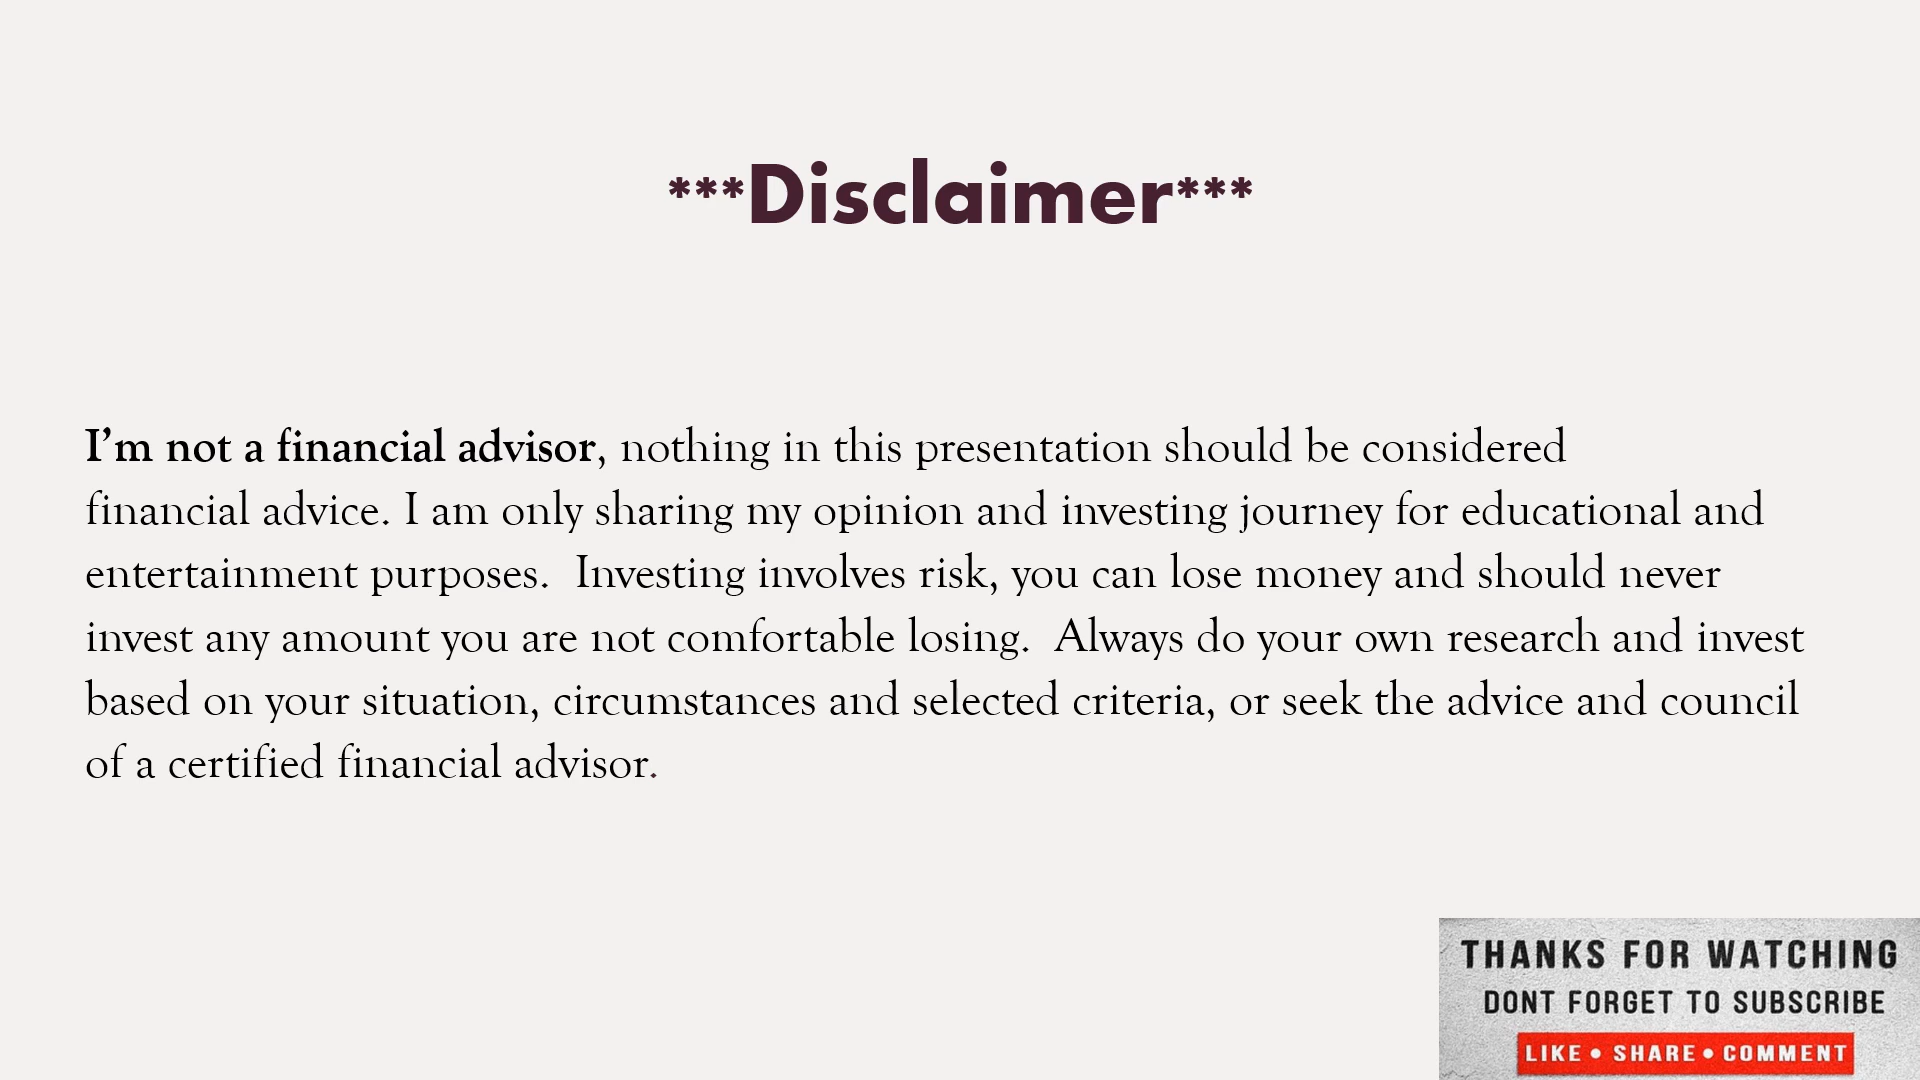 ***Disclaimer***
I’m not a financial advisor, nothing in this presentation should be considered
financial advice. I am only sharing my opinion and investing journey for educational and
entertainment purposes.  Investing involves risk, you can lose money and should never
invest any amount you are not comfortable losing.  Always do your own research and invest
based on your situation, circumstances and selected criteria, or seek the advice and council
of a certified financial advisor.
THANKS FOR WATCHING
DONT FORGET TO SUBSCRIBE
LIKE • SHARE • COMMENT